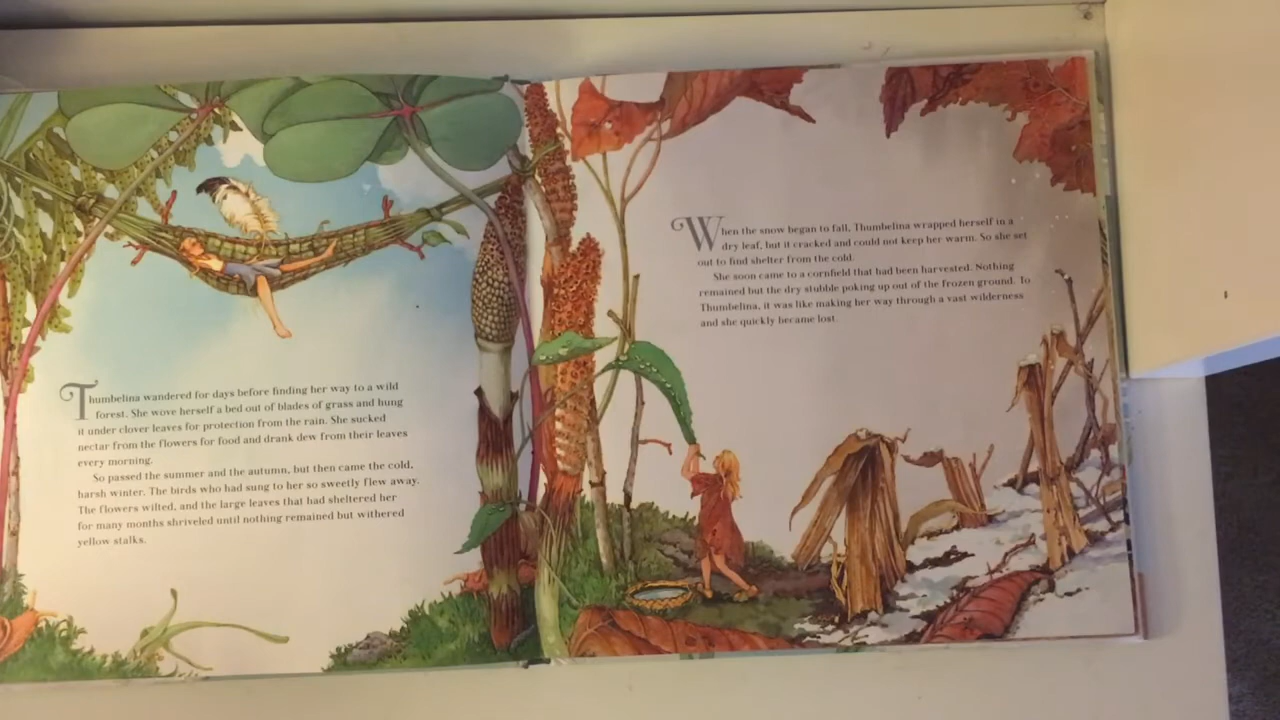 Thumbelina wandered for days before finding her way to a wild
forest. She wove herself a bed out of blades of grass and hung
it under clover leaves for protection from the rain. She sucked
nectar from the flowers for food and drank dew from their leaves
every morning.
So passed the summer and the autumn, but then came the cold,
harsh winter. The birds who had sung to her so sweetly flew away.
The flowers wilted, and the large leaves that had sheltered her
for many months shriveled until nothing remained but withered
yellow stalks.
When the snow began to fall, Thumbelina wrapped herself in a
dry leaf, but it cracked and could not keep her warm. So she set
out to find shelter from the cold.
She soon came to a cornfield that had been harvested. Nothing
remained but the dry stubble poking up out of the frozen ground. To
Thumbelina, it was like making her way through a vast wilderness
and she quickly became lost.